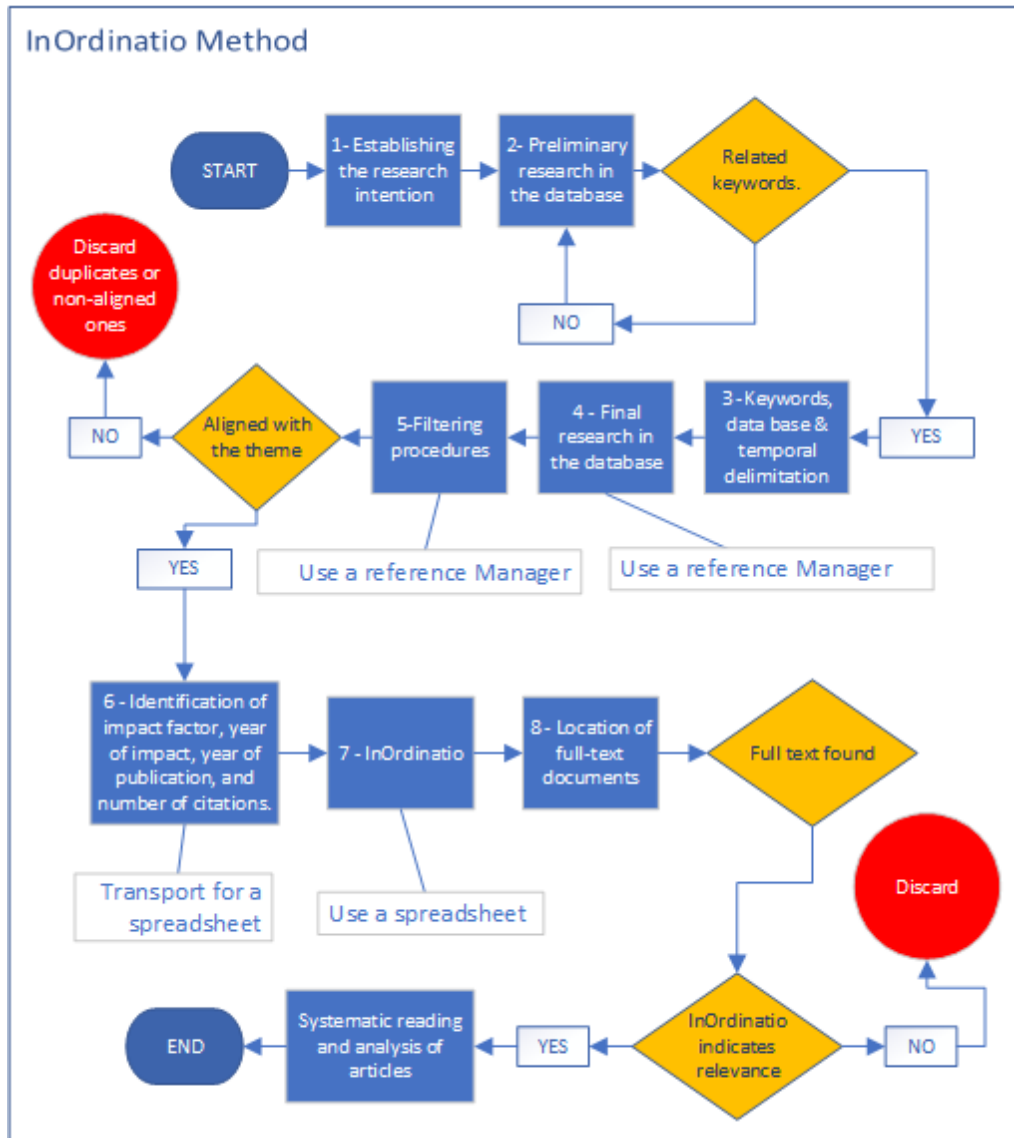 InOrdinatio Method
START
1- Establishing
the research
intention
2- Preliminary
research in
the database
Related
keywords.
NO
YES
3 -Keywords,
data base &
temporal
delimitation
4 - Final
research in
the database
5-Filtering
procedures
Aligned with
the theme
NO
Discard
duplicates or
non-aligned
ones
Use a reference Manager
Use a reference Manager
YES
6 - Identification of
impact factor, year
of impact, year of
publication, and
number of citations.
7 - InOrdinatio
8 - Location of
full-text
documents
Full text found
Transport for a
spreadsheet
Use a spreadsheet
Discard
InOrdinatio
indicates
relevance
NO
YES
Systematic reading
and analysis of
articles
END